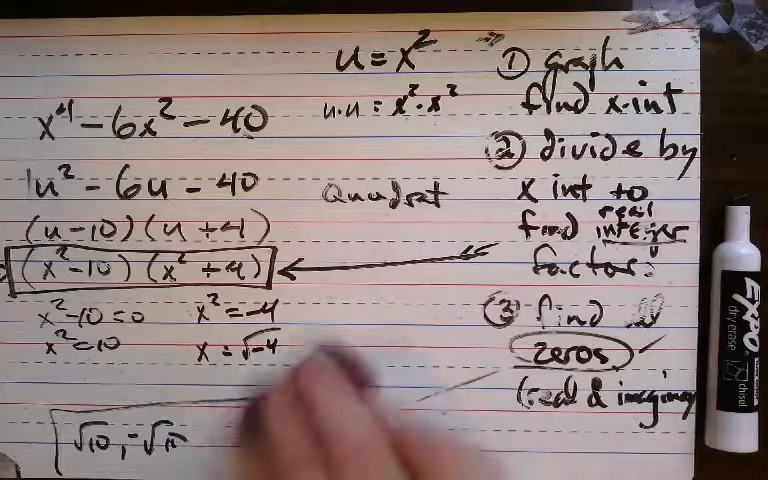 x⁴ - 6x² - 40
1u² - 6u - 40
(u - 10)(u + 4)
(x² - 10)(x² + 4)
x² - 10 = 0    x² = -4
x² = 10    x = √-4
√10, -√10
u = x²
u·u = x²·x²
Quadrat
① graph
find x-int
② divide by
x int to
find real integer
factors
③ find
zeros
(real & imaginary
EXPO
dry erase
chisel